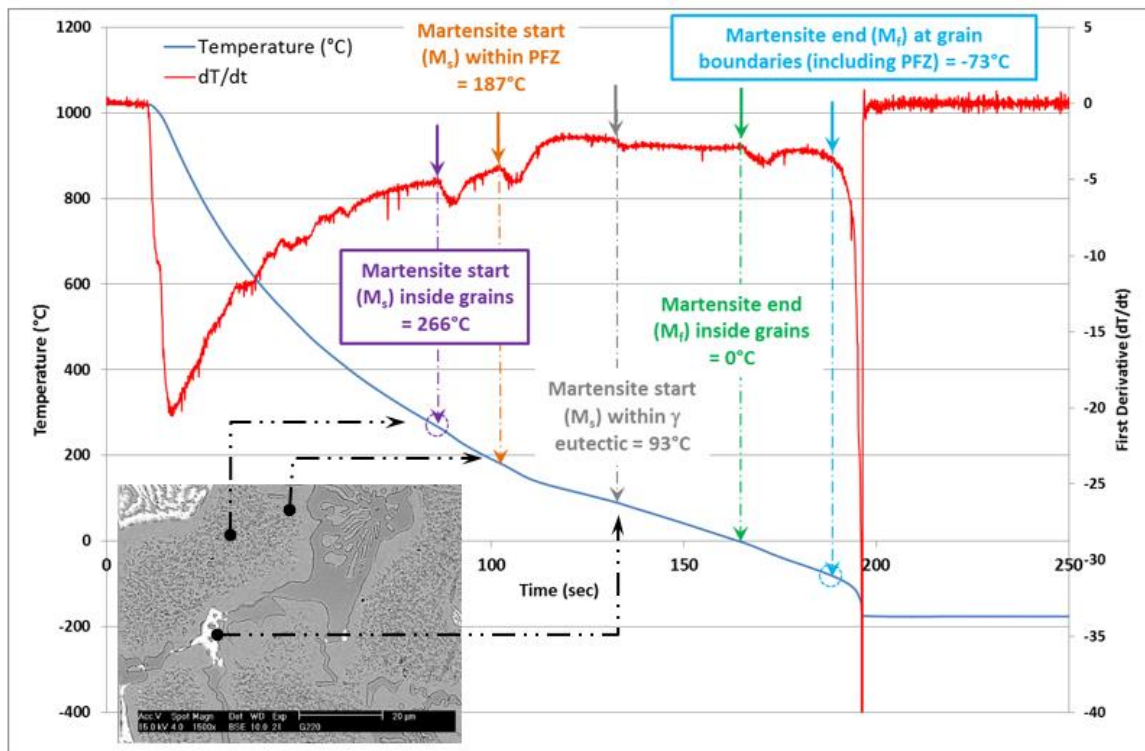 1200
1000
800
600
400
200
0
-200
-400
Temperature (°C)
Temperature (°C)
dT/dt
Martensite start
(Ms) within PFZ
= 187°C
Martensite end (Mf) at grain
boundaries (including PFZ) = -73°C
Martensite start
(Ms) inside grains
= 266°C
Martensite end
(Mf) inside grains
= 0°C
Martensite start
(Ms) within γ
eutectic = 93°C
0
100
150
200
250
Time (sec)
5
0
-5
-10
-15
-20
-25
-30
-35
-40
First Derivative (dT/dt)
Acc.V Spot Magn Det WD Exp
15.0 kV 4.0 1500x BSE 10.0 21 G220
20 µm